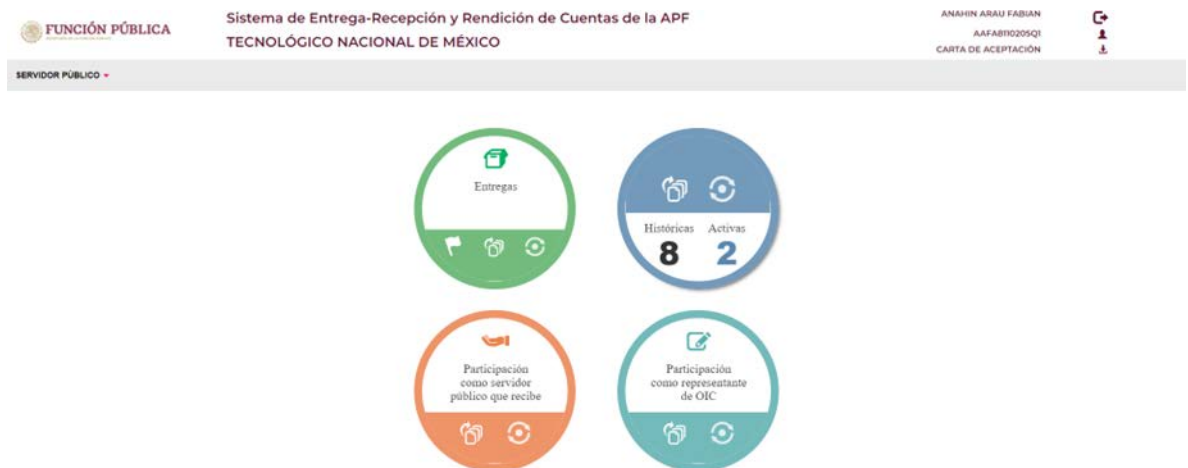 FUNCIÓN PÚBLICA
Sistema de Entrega-Recepción y Rendición de Cuentas de la APF
TECNOLÓGICO NACIONAL DE MÉXICO
ANAHIN ARAU FABIAN
AAFA8110205Q1
CARTA DE ACEPTACIÓN
SERVIDOR PÚBLICO
Entregas
Históricas Activas
8 2
Participación
como servidor
público que recibe
Participación
como representante
de OIC